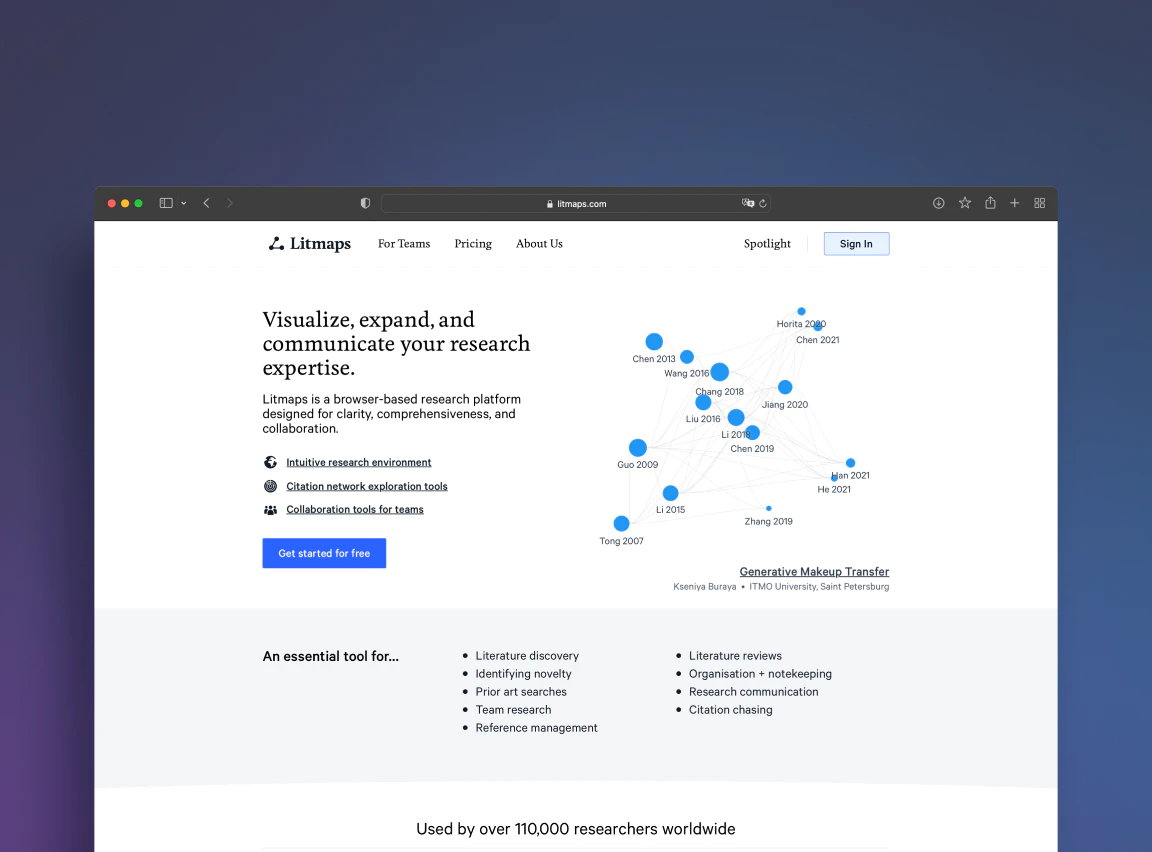 litmaps.com
Litmaps
For Teams
Pricing
About Us
Spotlight
Sign In
Visualize, expand, and
communicate your research
expertise.
Litmaps is a browser-based research platform
designed for clarity, comprehensiveness, and
collaboration.
Intuitive research environment
Citation network exploration tools
Collaboration tools for teams
Get started for free
Horita 2020
Chen 2021
Chen 2013
Wang 2016
Chang 2018
Jiang 2020
Liu 2016
Li 2018
Chen 2019
Guo 2009
Han 2021
He 2021
Li 2015
Zhang 2019
Tong 2007
Generative Makeup Transfer
Kseniya Buraya • ITMO University, Saint Petersburg
An essential tool for...
• Literature discovery
• Identifying novelty
• Prior art searches
• Team research
• Reference management
• Literature reviews
• Organisation + notekeeping
• Research communication
• Citation chasing
Used by over 110,000 researchers worldwide